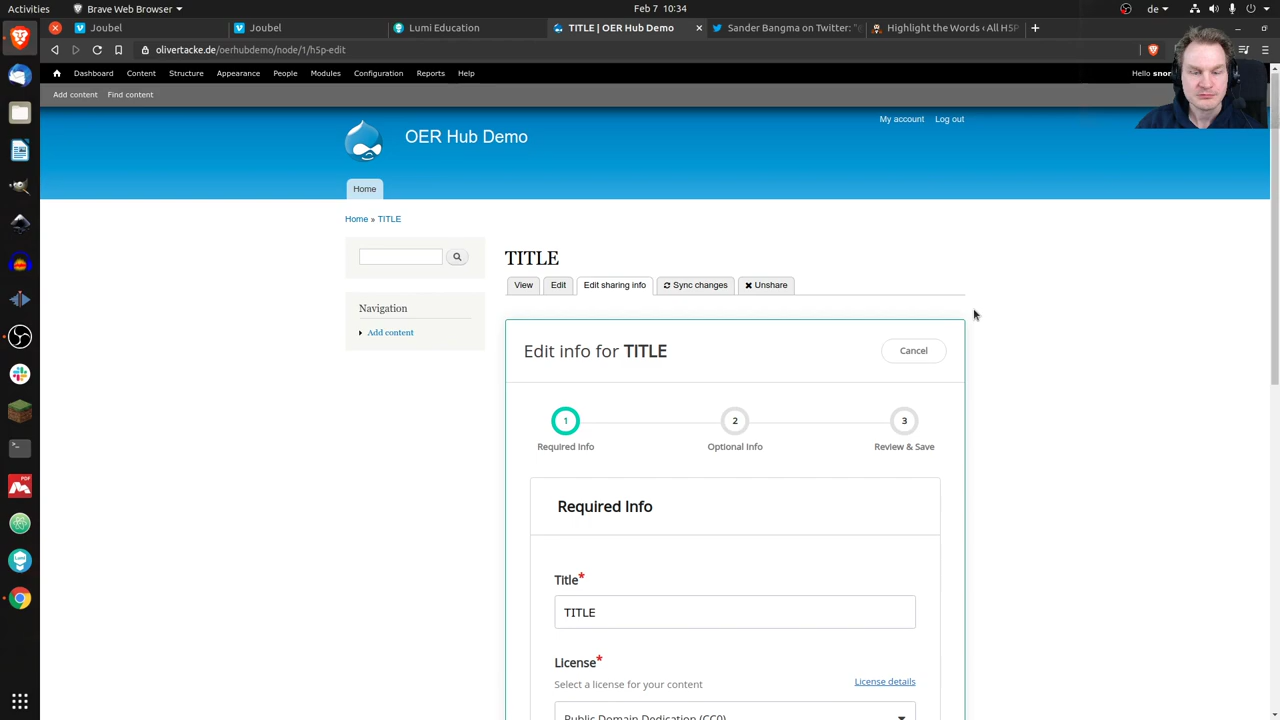 Activities
Brave Web Browser
Feb 7 10:34
de
Joubel
Joubel
Lumi Education
TITLE | OER Hub Demo
Sander Bangma on Twitter: "
Highlight the Words ‹ All H5P
olivertacke.de/oerhubdemo/node/1/h5p-edit
Dashboard
Content
Structure
Appearance
People
Modules
Configuration
Reports
Help
Hello snor
Add content
Find content
My account
Log out
OER Hub Demo
Home
Home » TITLE
TITLE
View
Edit
Edit sharing info
Sync changes
Unshare
Navigation
Add content
Edit info for TITLE
Cancel
1
2
3
Required Info
Optional Info
Review & Save
Required Info
Title*
TITLE
License*
Select a license for your content
License details
Public Domain Dedication (CC0)
PDF